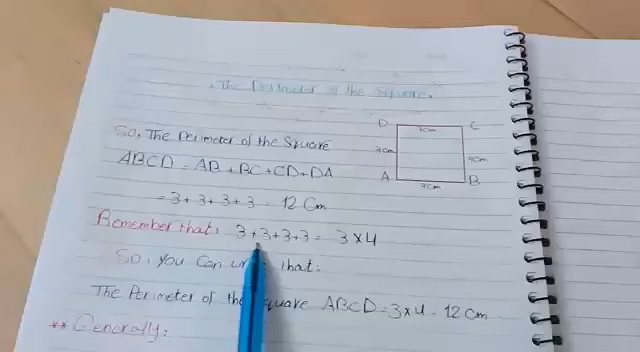 The Perimeter of the Square.
D C
3cm
3cm 3cm
A B
3cm
So, The Perimeter of the Square
ABCD = AB + BC + CD + DA
= 3 + 3 + 3 + 3 = 12 Cm
Remember that: 3 + 3 + 3 + 3 = 3 × 4
So, you Can that:
The Perimeter of the Square ABCD = 3 × 4 = 12 cm
** Generally: